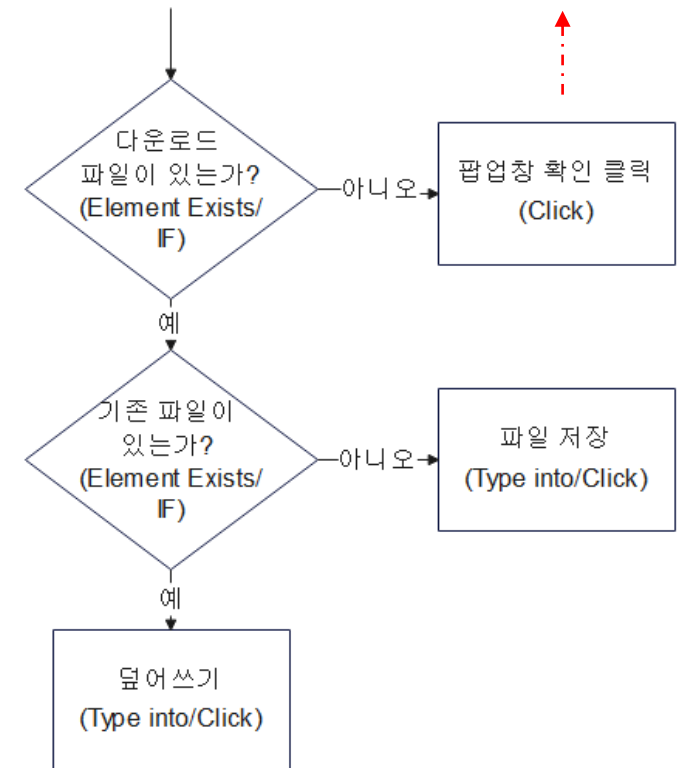 다운로드
파일이 있는가?
(Element Exists/
IF)
아니오
팝업창 확인 클릭
(Click)
예
기존 파일이
있는가?
(Element Exists/
IF)
아니오
파일 저장
(Type into/Click)
예
덮어쓰기
(Type into/Click)